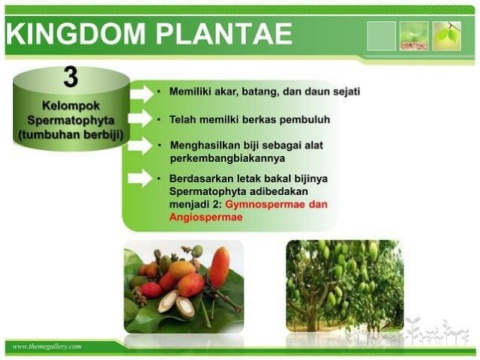 KINGDOM PLANTAE
3
Kelompok
Spermatophyta
(tumbuhan berbiji)
• Memiliki akar, batang, dan daun sejati
• Telah memilki berkas pembuluh
• Menghasilkan biji sebagai alat
perkembangbiakannya
• Berdasarkan letak bakal bijinya
Spermatophyta adibedakan
menjadi 2: Gymnospermae dan
Angiospermae
www.themegallery.com